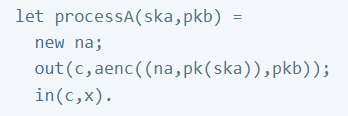 let processA(ska,pkb) =
new na;
out(c,aenc((na,pk(ska)),pkb));
in(c,x).